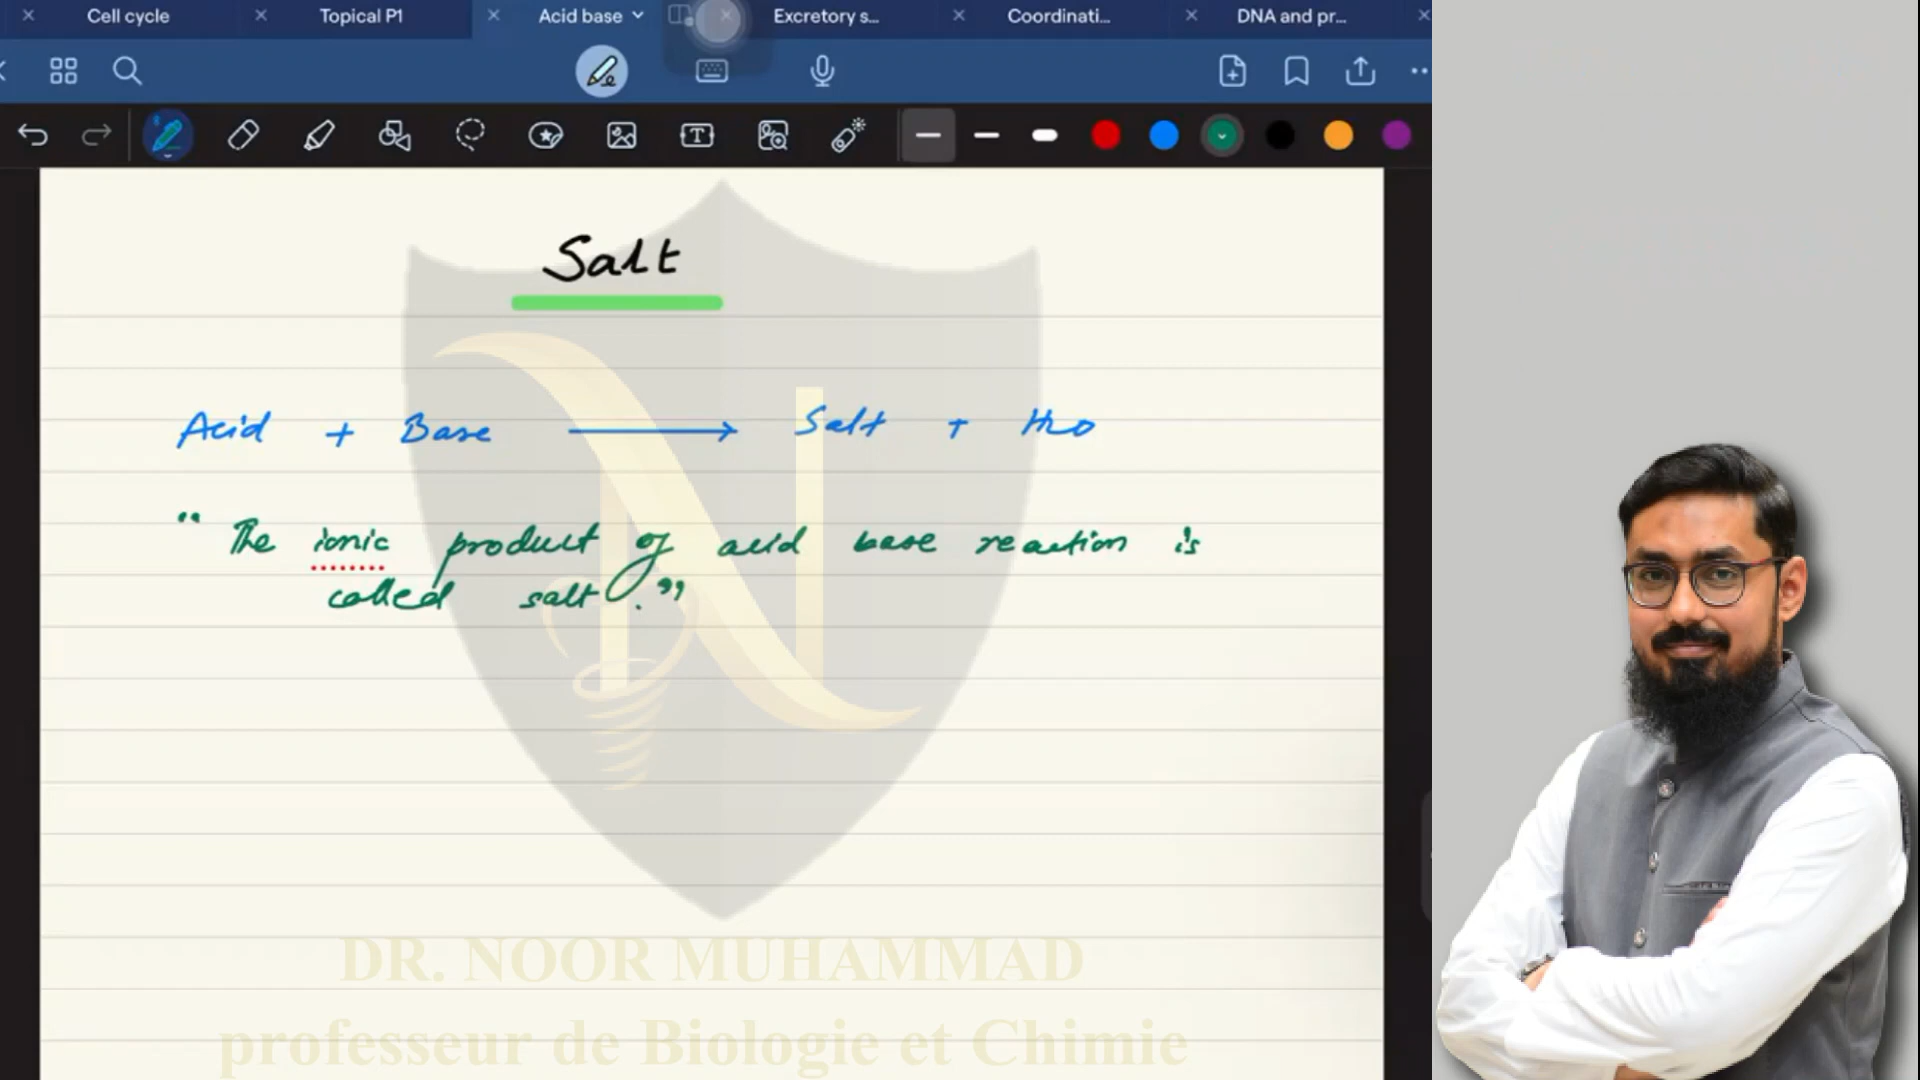 Cell cycle Topical P1 Acid base Excretory s... Coordinati... DNA and pr...
Salt
Acid + Base → Salt + H2O
“ The ionic product of acid base reaction is
called salt . ”
DR. NOOR MUHAMMAD
professeur de Biologie et Chimie